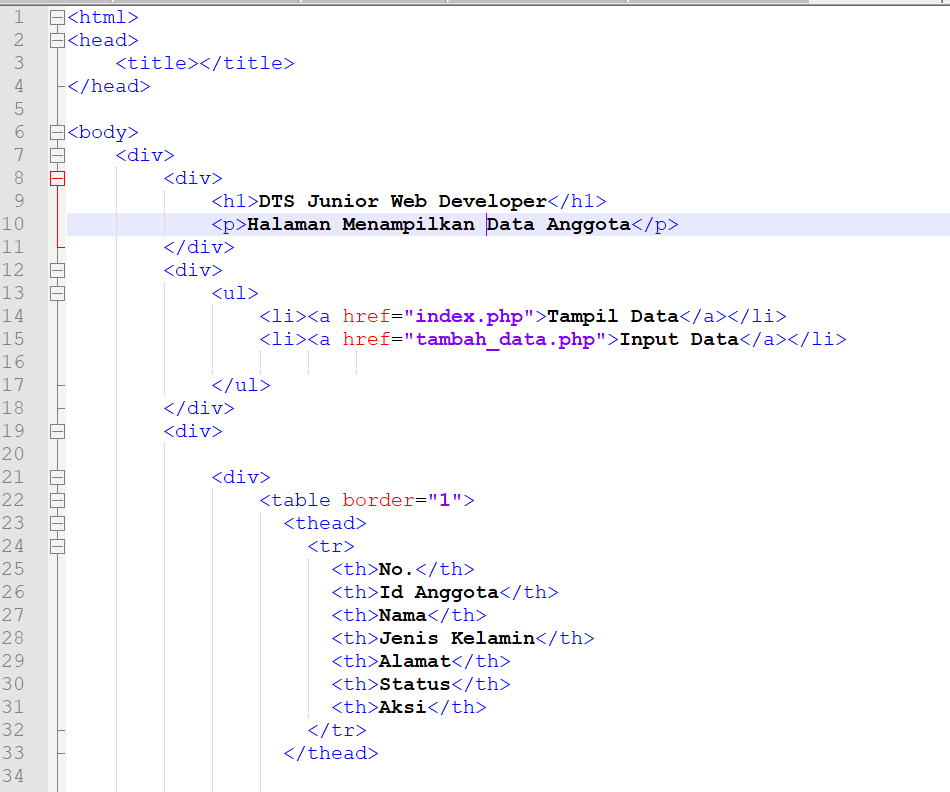 1 <html>
2 <head>
3     <title></title>
4 </head>
5
6 <body>
7     <div>
8         <div>
9             <h1>DTS Junior Web Developer</h1>
10             <p>Halaman Menampilkan Data Anggota</p>
11         </div>
12         <div>
13             <ul>
14                 <li><a href="index.php">Tampil Data</a></li>
15                 <li><a href="tambah_data.php">Input Data</a></li>
16
17             </ul>
18         </div>
19         <div>
20
21             <div>
22                 <table border="1">
23                   <thead>
24                     <tr>
25                       <th>No.</th>
26                       <th>Id Anggota</th>
27                       <th>Nama</th>
28                       <th>Jenis Kelamin</th>
29                       <th>Alamat</th>
30                       <th>Status</th>
31                       <th>Aksi</th>
32                     </tr>
33                   </thead>
34